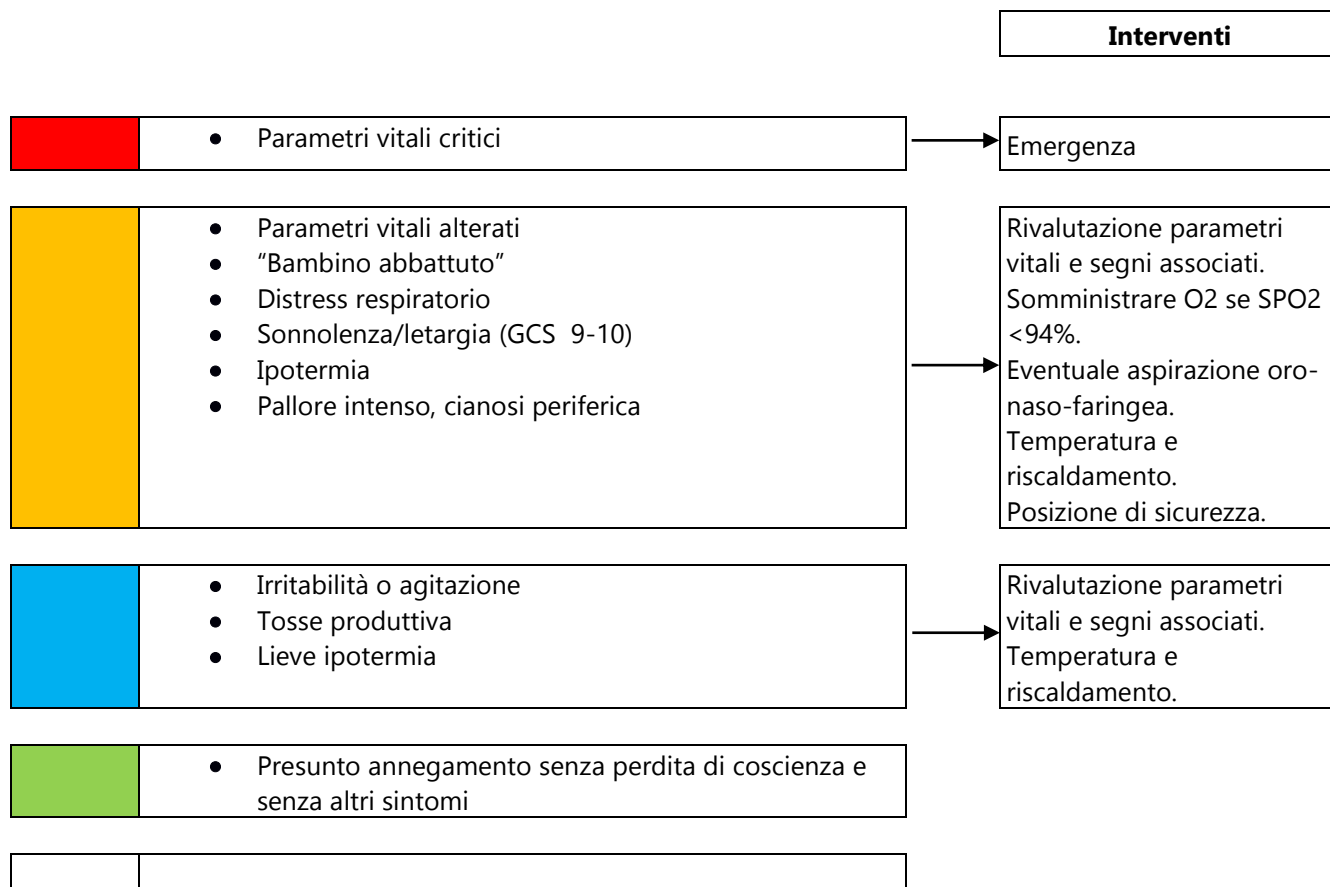 Interventi
Parametri vitali critici
Emergenza
Parametri vitali alterati
“Bambino abbattuto”
Distress respiratorio
Sonnolenza/letargia (GCS 9-10)
Ipotermia
Pallore intenso, cianosi periferica
Rivalutazione parametri
vitali e segni associati.
Somministrare O2 se SPO2
<94%.
Eventuale aspirazione oro-
naso-faringea.
Temperatura e
riscaldamento.
Posizione di sicurezza.
Irritabilità o agitazione
Tosse produttiva
Lieve ipotermia
Rivalutazione parametri
vitali e segni associati.
Temperatura e
riscaldamento.
Presunto annegamento senza perdita di coscienza e
senza altri sintomi